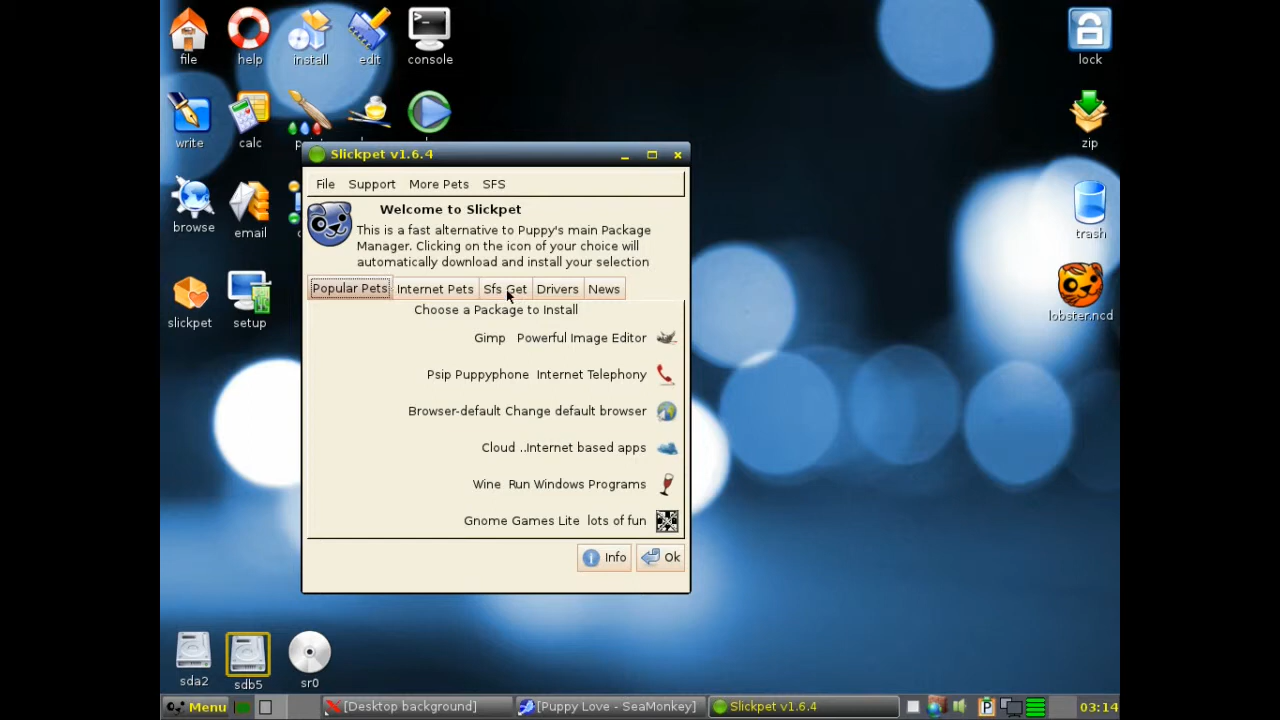 file
help
install
edit
console
lock
write
calc
zip
Slickpet v1.6.4
File Support More Pets SFS
Welcome to Slickpet
This is a fast alternative to Puppy's main Package
Manager. Clicking on the icon of your choice will
automatically download and install your selection
browse
email
trash
Popular Pets Internet Pets Sfs Get Drivers News
Choose a Package to Install
slickpet
setup
lobster.ncd
Gimp Powerful Image Editor
Psip Puppyphone Internet Telephony
Browser-default Change default browser
Cloud ..Internet based apps
Wine Run Windows Programs
Gnome Games Lite lots of fun
Info Ok
sda2
sdb5
sr0
Menu
[Desktop background]
[Puppy Love - SeaMonkey]
Slickpet v1.6.4
03:14